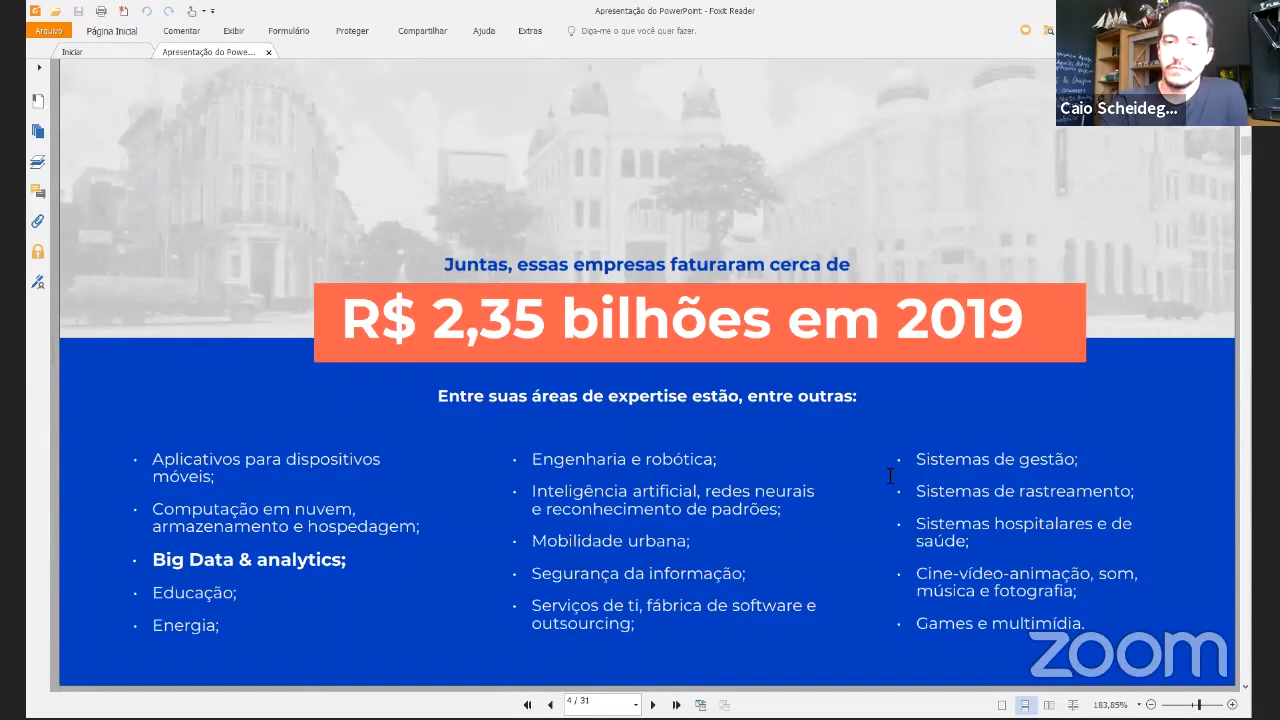 Apresentação do PowerPoint - Foxit Reader
Arquivo Página Inicial Comentar Exibir Formulário Proteger Compartilhar Ajuda Extras Diga-me o que você quer fazer.
Iniciar Apresentação do Powe... ×
Caio Scheideg...
Juntas, essas empresas faturaram cerca de
R$ 2,35 bilhões em 2019
Entre suas áreas de expertise estão, entre outras:
· Aplicativos para dispositivos
móveis;
· Computação em nuvem,
armazenamento e hospedagem;
· Big Data & analytics;
· Educação;
· Energia;
· Engenharia e robótica;
· Inteligência artificial, redes neurais
e reconhecimento de padrões;
· Mobilidade urbana;
· Segurança da informação;
· Serviços de ti, fábrica de software e
outsourcing;
· Sistemas de gestão;
· Sistemas de rastreamento;
· Sistemas hospitalares e de
saúde;
· Cine-vídeo-animação, som,
música e fotografia;
· Games e multimídia.
zoom
4 / 31
183,85%